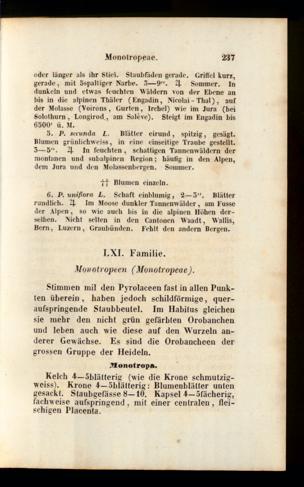 Monotropeae. 237
oder länger als ihr Stiel. Staubfäden gerade. Griffel kurz,
gerade, mit 5spaltiger Narbe. 5—9". ♃. Sommer. In
dunkeln und etwas feuchten Wäldern von der Ebene an
bis in die alpinen Thäler (Engadin, Nicolai-Thal), auf
der Molasse (Voirons, Gurten, Irchel) wie im Jura (bei
Solothurn, Longirod, am Salève). Steigt im Engadin bis
6500' ü. M.
5. P. secunda L. Blätter eirund, spitzig, gesägt.
Blumen grünlichweiss, in eine einseitige Traube gestellt.
3—5". ♃. In feuchten, schattigen Tannenwäldern der
montanen und subalpinen Region; häufig in den Alpen,
dem Jura und den Molassenbergen. Sommer.
†† Blumen einzeln.
6. P. uniflora L. Schaft einblumig, 2—5". Blätter
rundlich. ♃. Im Moose dunkler Tannenwälder, am Fusse
der Alpen, so wie auch bis in die alpinen Höhen der-
selben. Nicht selten in den Cantonen Waadt, Wallis,
Bern, Luzern, Graubünden. Fehlt den andern Bergen.
LXI. Familie.
Monotropeen (Monotropeae).
Stimmen mit den Pyrolaceen fast in allen Punk-
ten überein, haben jedoch schildförmige, quer-
aufspringende Staubbeutel. Im Habitus gleichen
sie mehr den nicht grün gefärbten Orobanchen
und leben auch wie diese auf den Wurzeln an-
derer Gewächse. Es sind die Orobancheen der
grossen Gruppe der Heideln.
Monotropa.
Kelch 4—5blätterig (wie die Krone schmutzig-
weiss). Krone 4—5blätterig: Blumenblätter unten
gesackt. Staubgefässe 8—10. Kapsel 4—5fächerig,
fachweise aufspringend, mit einer centralen, flei-
schigen Placenta.